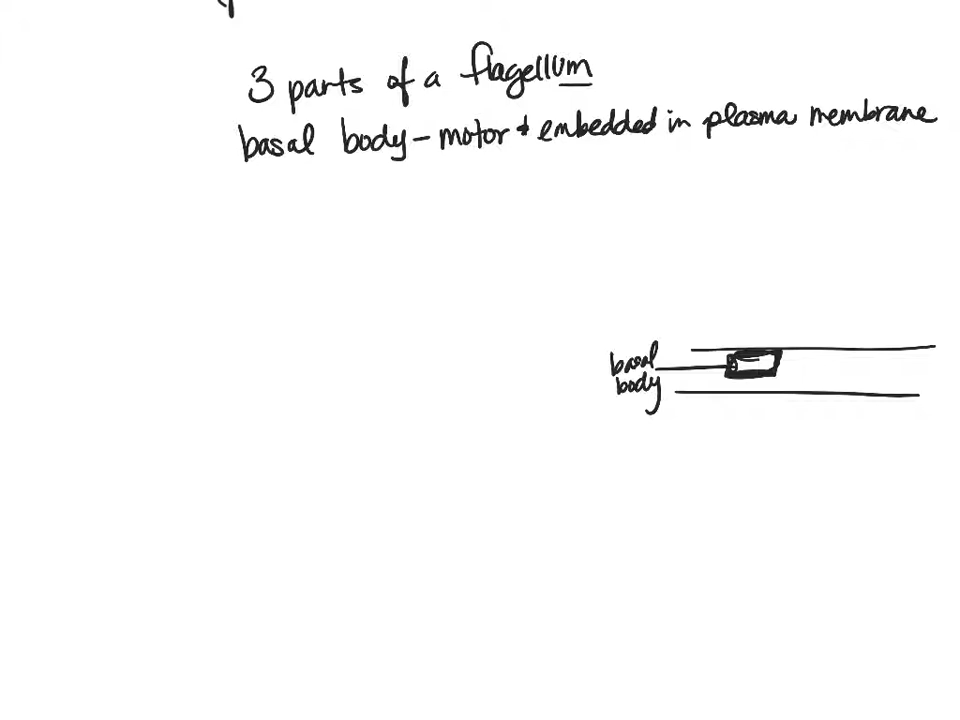 3 parts of a flagellum
basal body - motor + embedded in plasma membrane
basal
body